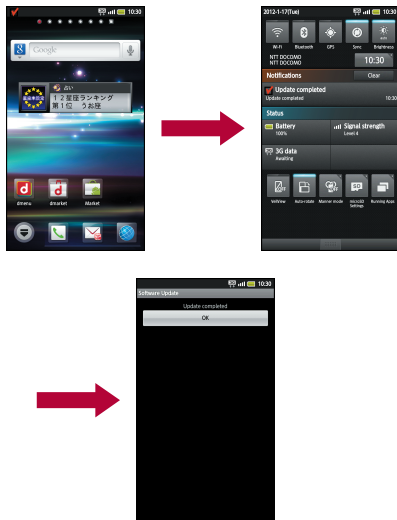 10:30
Google
占い
12星座ランキング
第1位 うお座
dmenu
dmarket
Market
2012-1-17(Tue) 10:30
Wi-Fi Bluetooth GPS Sync Brightness
NTT DOCOMO
NTT DOCOMO
10:30
Notifications Clear
Update completed
Update completed 10:30
Status
Battery
100%
Signal strength
Level 4
3G data
Awaiting
VeilView Auto-rotate Manner mode microSD Settings Running Apps
10:30
Software Update
Update completed
OK